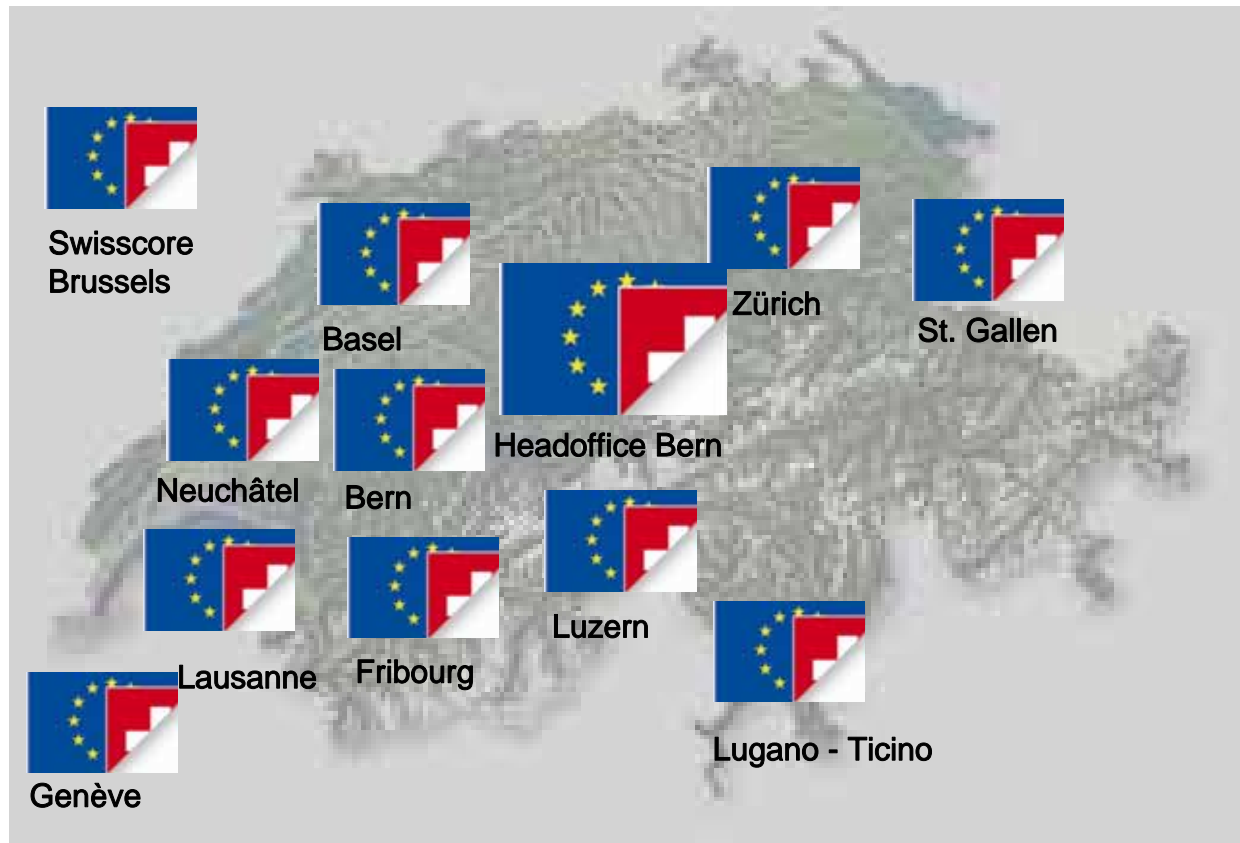 Swisscore
Brussels
Basel
Zürich
St. Gallen
Headoffice Bern
Neuchâtel
Bern
Luzern
Lausanne
Fribourg
Lugano - Ticino
Genève